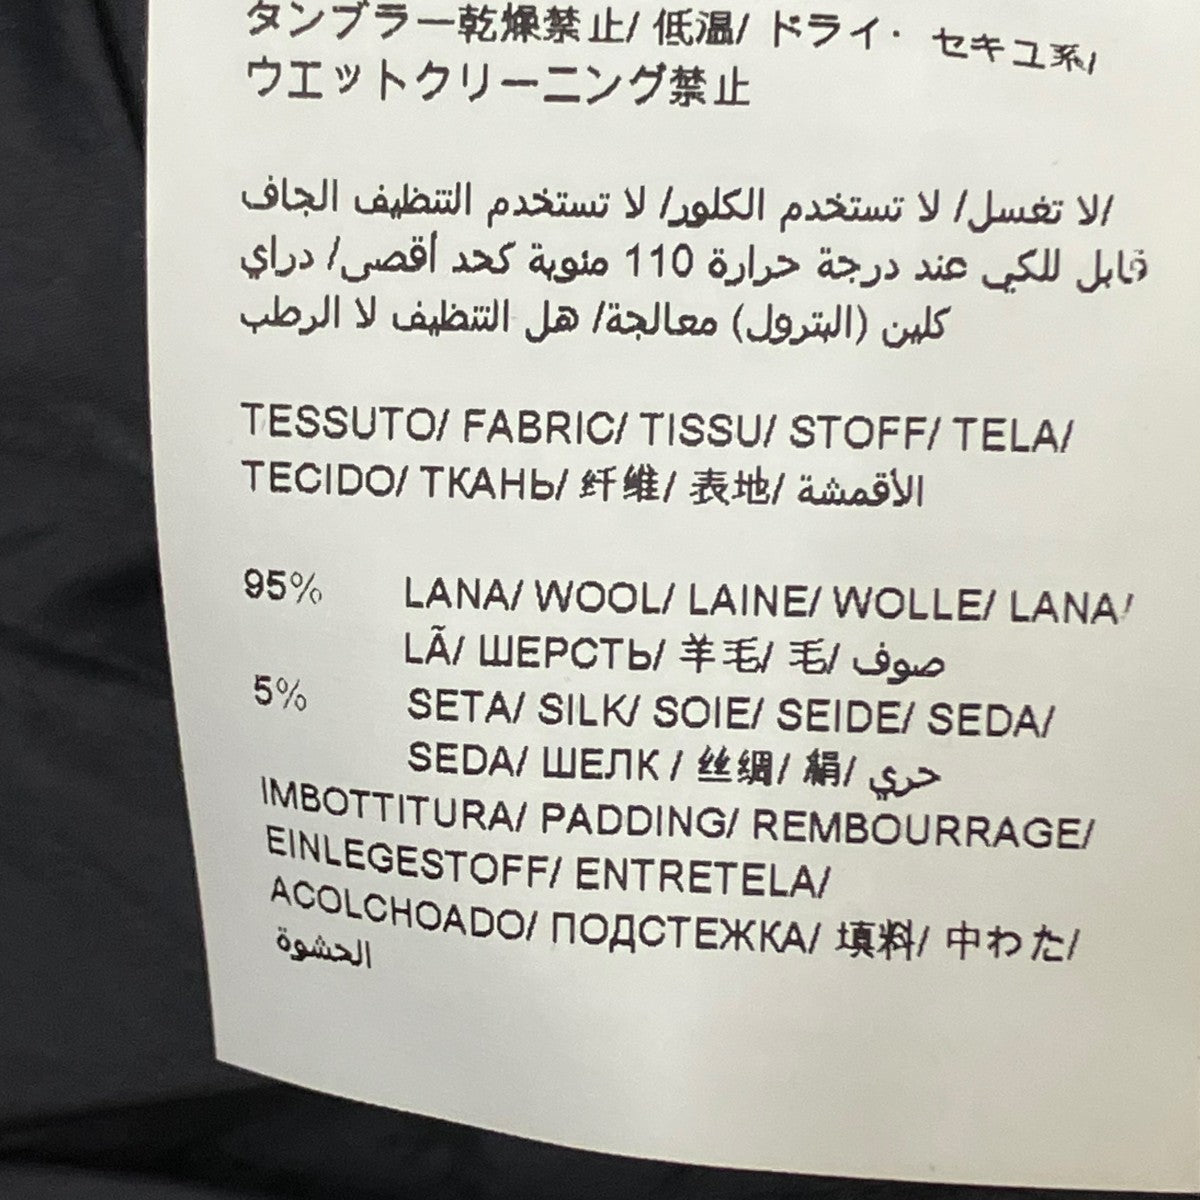 タンブラー乾燥禁止/ 低温/ ドライ・セキユ系/
ウエットクリーニング禁止
/لا تغسل/ لا تستخدم الكلور/ لا تستخدم التنظيف الجاف
قابل للكي عند درجة حرارة 110 مئوية كحد أقصى/ دراي
كلين (البترول) معالجة/ هل التنظيف لا الرطب
TESSUTO/ FABRIC/ TISSU/ STOFF/ TELA/
TECIDO/ ТКАНЬ/ 纤维/ 表地/ الأقمشة
95% LANA/ WOOL/ LAINE/ WOLLE/ LANA/
LÃ/ ШЕРСТЬ/ 羊毛/ 毛/ صوف
5% SETA/ SILK/ SOIE/ SEIDE/ SEDA/
SEDA/ ШЕЛК / 丝绸/ 絹/ حري
IMBOTTITURA/ PADDING/ REMBOURRAGE/
EINLEGESTOFF/ ENTRETELA/
ACOLCHOADO/ ПОДСТЕЖКА/ 填料/ 中わた/
الحشوة